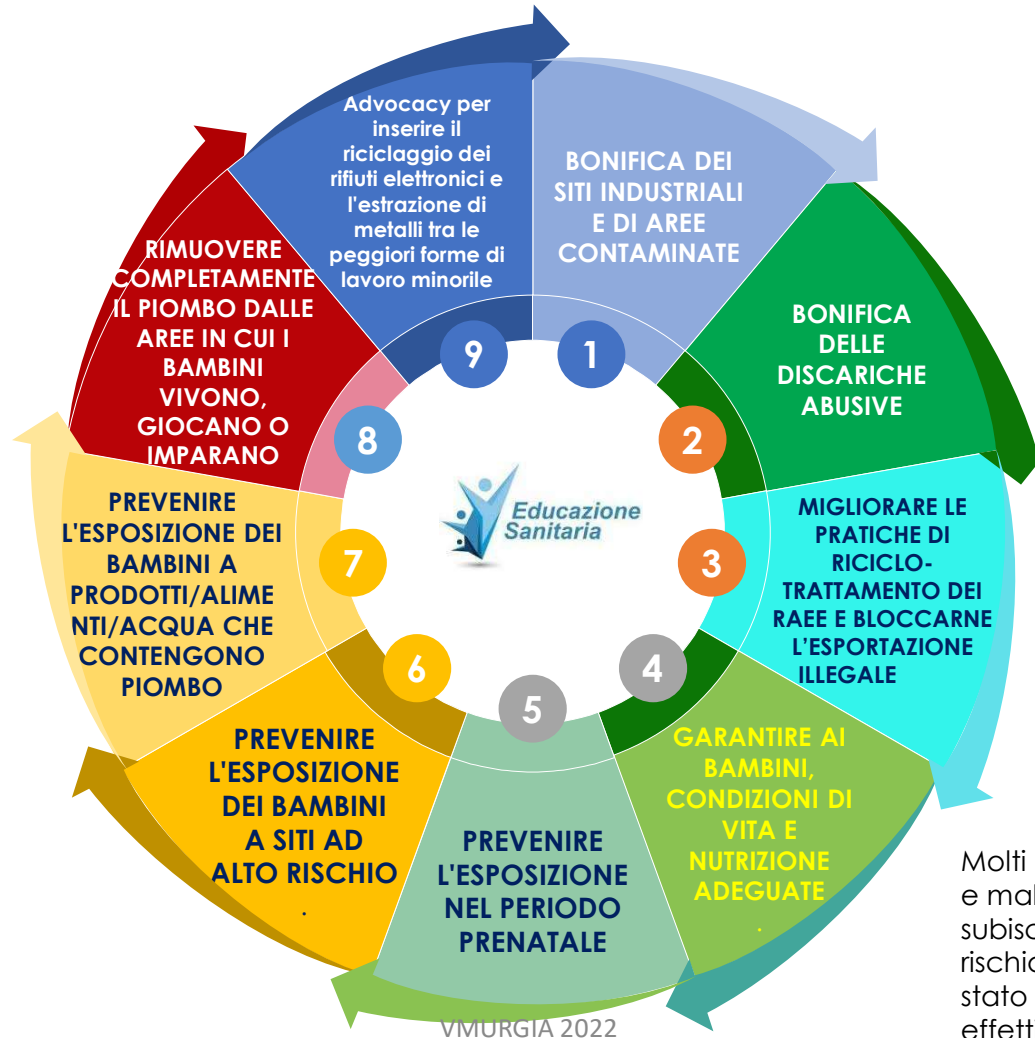 Advocacy per
inserire il
riciclaggio dei
rifiuti elettronici e
l'estrazione di
metalli tra le
peggiori forme di
lavoro minorile
BONIFICA DEI
SITI INDUSTRIALI
E DI AREE
CONTAMINATE
BONIFICA
DELLE
DISCARICHE
ABUSIVE
MIGLIORARE LE
PRATICHE DI
RICICLO-
TRATTAMENTO DEI
RAEE E BLOCCARNE
L'ESPORTAZIONE
ILLEGALE
GARANTIRE AI
BAMBINI,
CONDIZIONI DI
VITA E
NUTRIZIONE
ADEGUATE
.
PREVENIRE
L'ESPOSIZIONE
NEL PERIODO
PRENATALE
PREVENIRE
L'ESPOSIZIONE
DEI BAMBINI
A SITI AD
ALTO RISCHIO
.
PREVENIRE
L'ESPOSIZIONE DEI
BAMBINI A
PRODOTTI/ALIME
NTI/ACQUA CHE
CONTENGONO
PIOMBO
RIMUOVERE
COMPLETAMENTE
IL PIOMBO DALLE
AREE IN CUI I
BAMBINI
VIVONO,
GIOCANO O
IMPARANO
9
1
8
2
7
3
6
4
5
Educazione
Sanitaria
Molti
e
stato
VMURGIA 2022